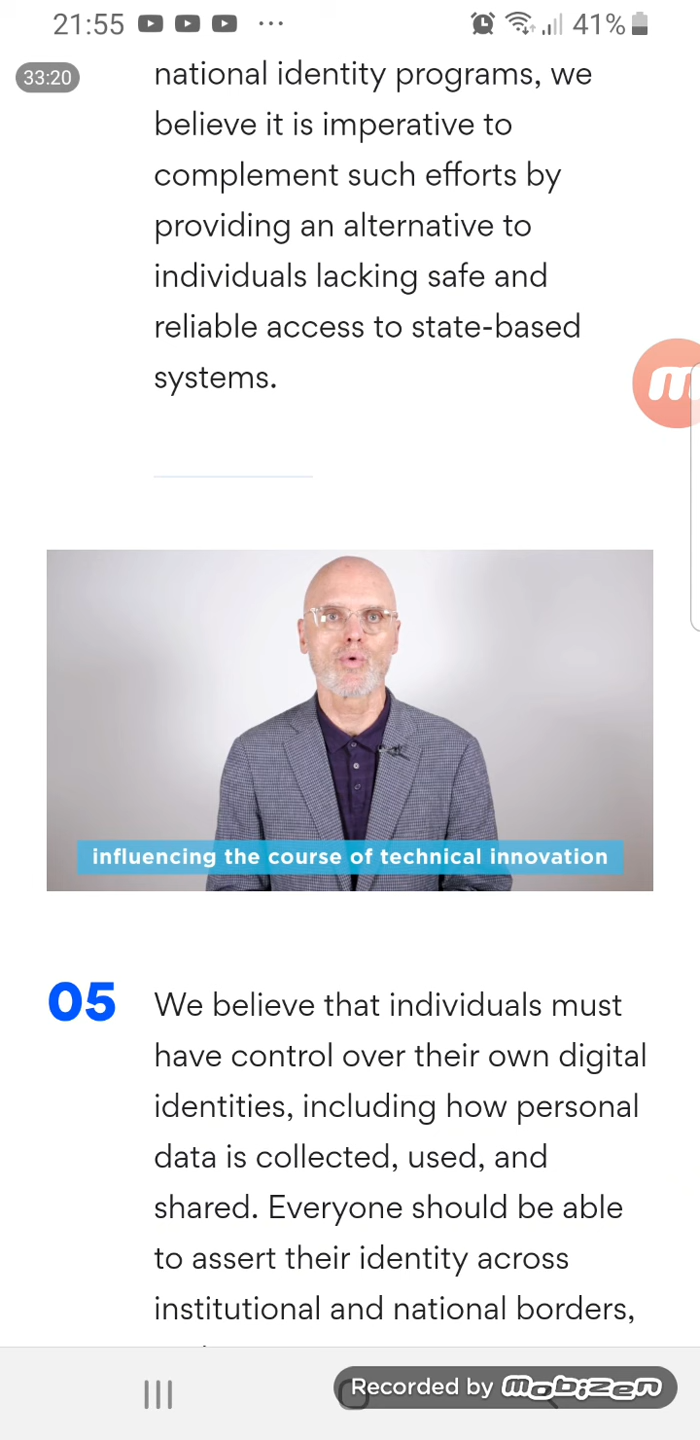 21:55
41%
33:20
national identity programs, we
believe it is imperative to
complement such efforts by
providing an alternative to
individuals lacking safe and
reliable access to state-based
systems.
m
influencing the course of technical innovation
05 We believe that individuals must
have control over their own digital
identities, including how personal
data is collected, used, and
shared. Everyone should be able
to assert their identity across
institutional and national borders,
Recorded by mobizen